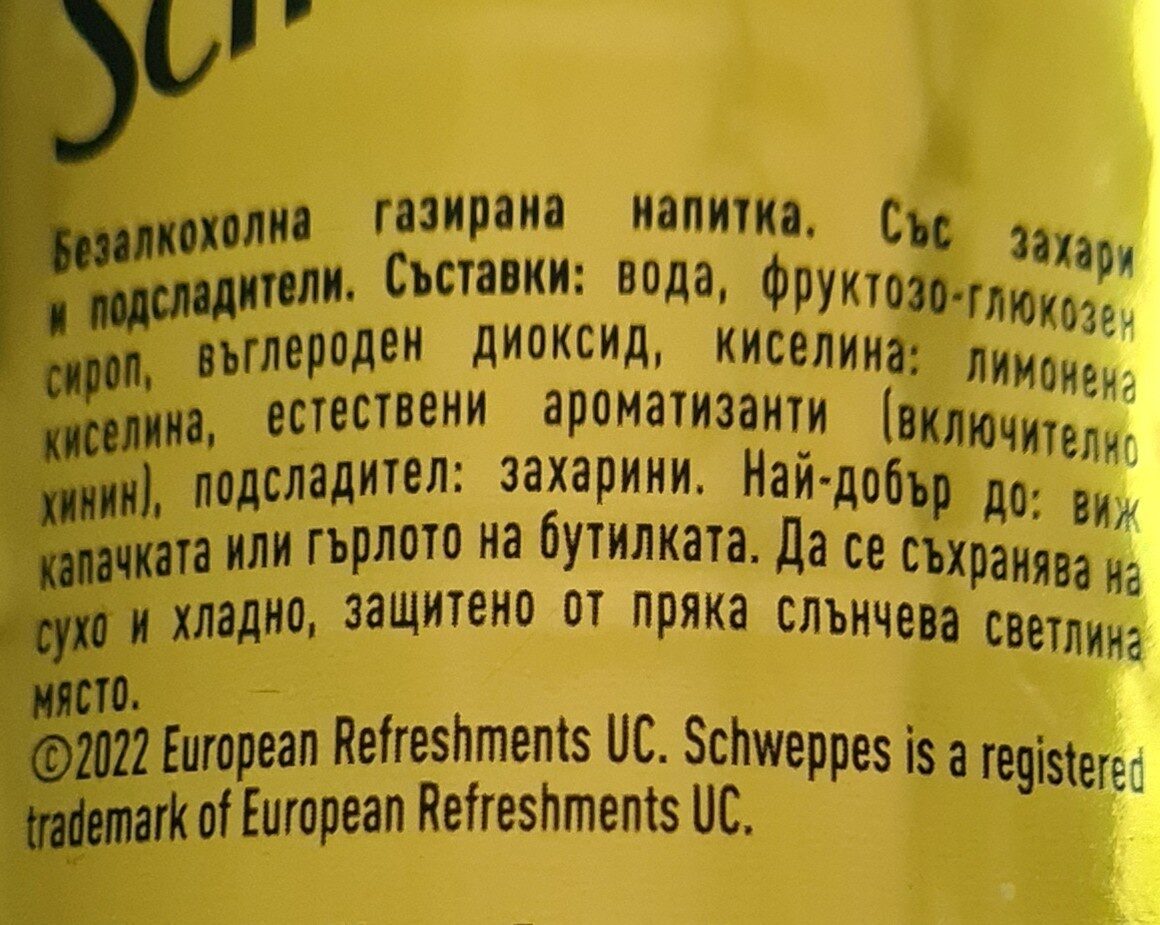 Sch
Безалкохолна газирана напитка. Със захари
и подсладители. Съставки: вода, фруктозо-глюкозен
сироп, въглероден диоксид, киселина: лимонена
киселина, естествени ароматизанти (включително
хинин), подсладител: захарини. Най-добър до: виж
капачката или гърлото на бутилката. Да се съхранява на
сухо и хладно, защитено от пряка слънчева светлина
място.
©2022 European Refreshments UC. Schweppes is a registered
trademark of European Refreshments UC.